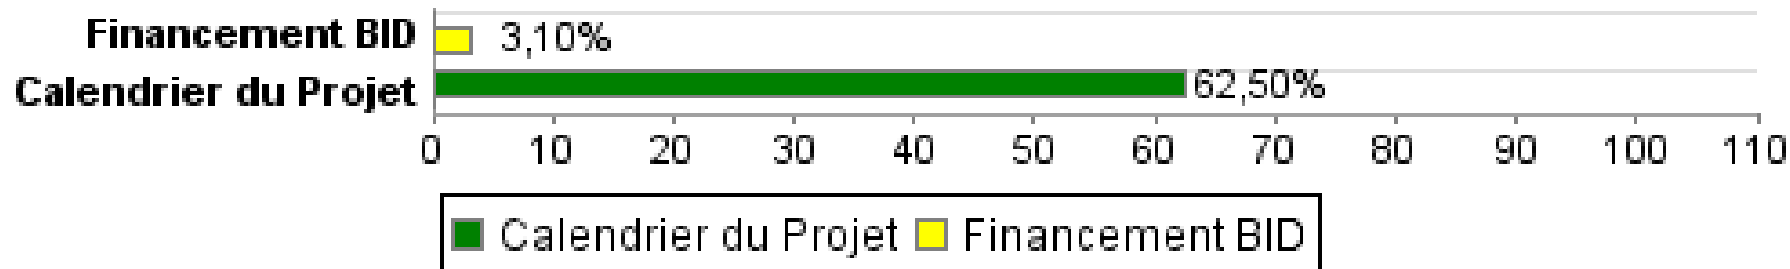 Financement BID 3,10%
Calendrier du Projet 62,50%
0 10 20 30 40 50 60 70 80 90 100 110
Calendrier du Projet Financement BID